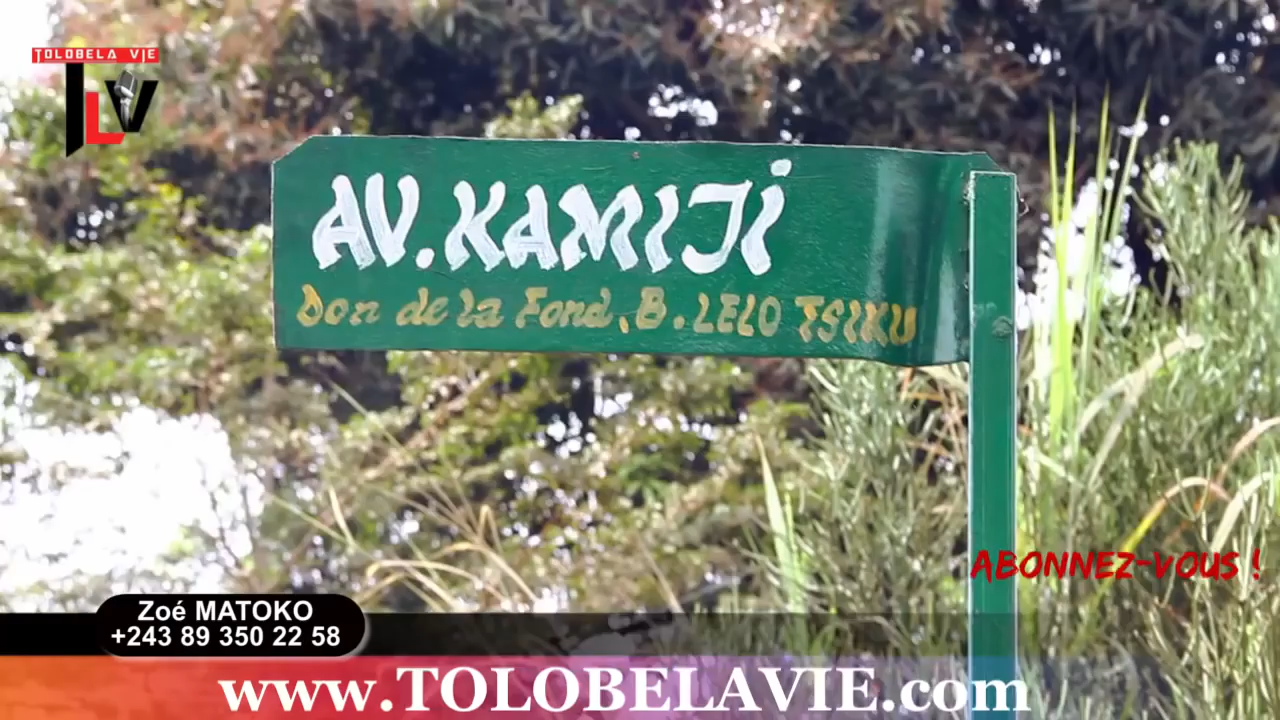 TOLOBELA VIE
TLV
AV. KAMIJi
Don de la Fond, B. LELO TSIKU
ABONNEZ-VOUS !
Zoé MATOKO
+243 89 350 22 58
www.TOLOBELAVIE.com